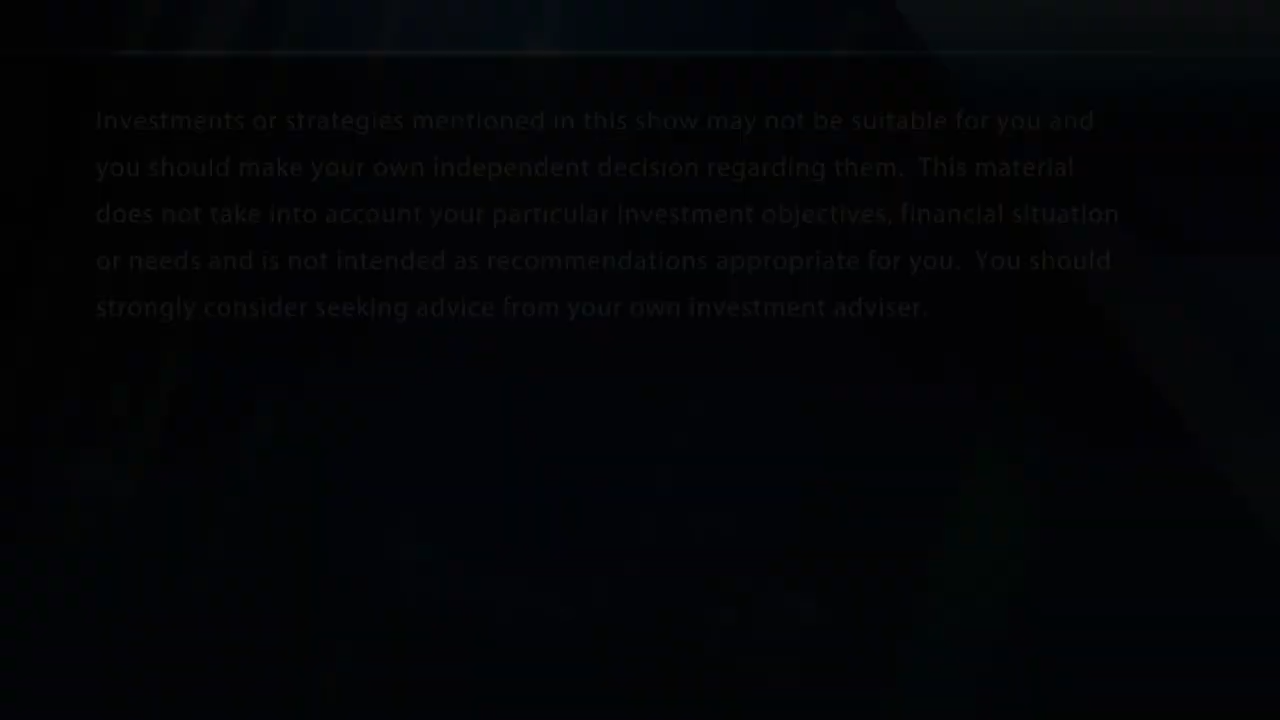 Investments or strategies mentioned in this show may not be suitable for you and
you should make your own independent decision regarding them.  This material
does not take into account your particular investment objectives, financial situation
or needs and is not intended as recommendations appropriate for you.  You should
strongly consider seeking advice from your own investment adviser.